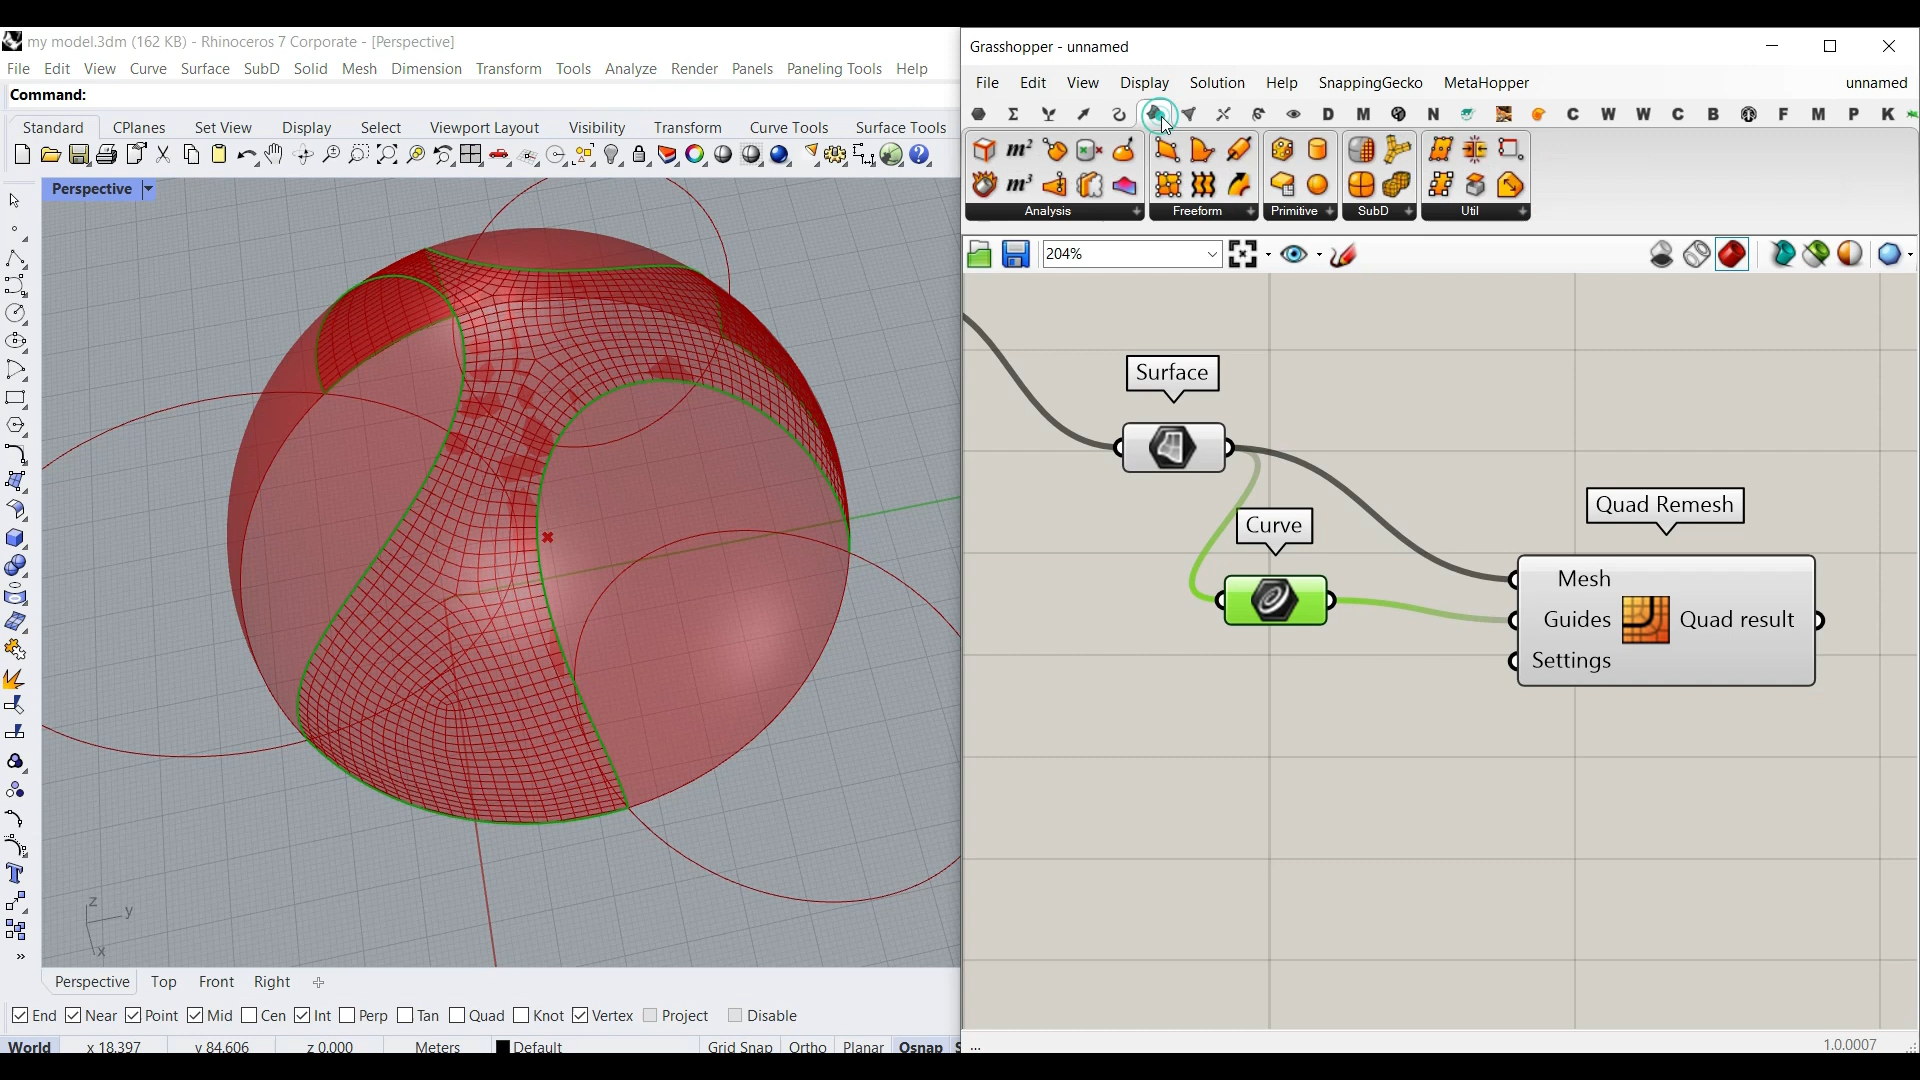 my model.3dm (162 KB) - Rhinoceros 7 Corporate - [Perspective]
File Edit View Curve Surface SubD Solid Mesh Dimension Transform Tools Analyze Render Panels Paneling Tools Help
Command:
Standard CPlanes Set View Display Select Viewport Layout Visibility Transform Curve Tools Surface Tools
Perspective
z
y
x
Perspective Top Front Right
End Near Point Mid Cen Int Perp Tan Quad Knot Vertex Project Disable
World x 18.397 y 84.606 z 0.000 Meters Default Grid Snap Ortho Planar Osnap S
Grasshopper - unnamed
File Edit View Display Solution Help SnappingGecko MetaHopper unnamed
D M N C W W C B F M P K
m² m³
Analysis Freeform Primitive SubD Util
204%
Surface
Curve
Quad Remesh
Mesh
Guides Quad result
Settings
... 1.0.0007